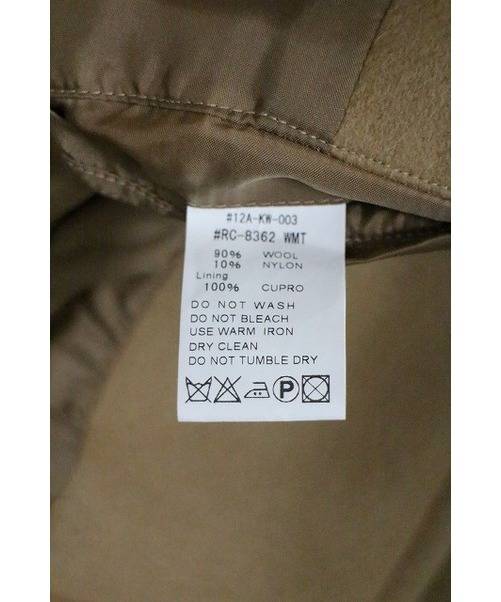 #12A-KW-003
#RC-8362 WMT
90% WOOL
10% NYLON
Lining
100% CUPRO
DO NOT WASH
DO NOT BLEACH
USE WARM IRON
DRY CLEAN
DO NOT TUMBLE DRY
P